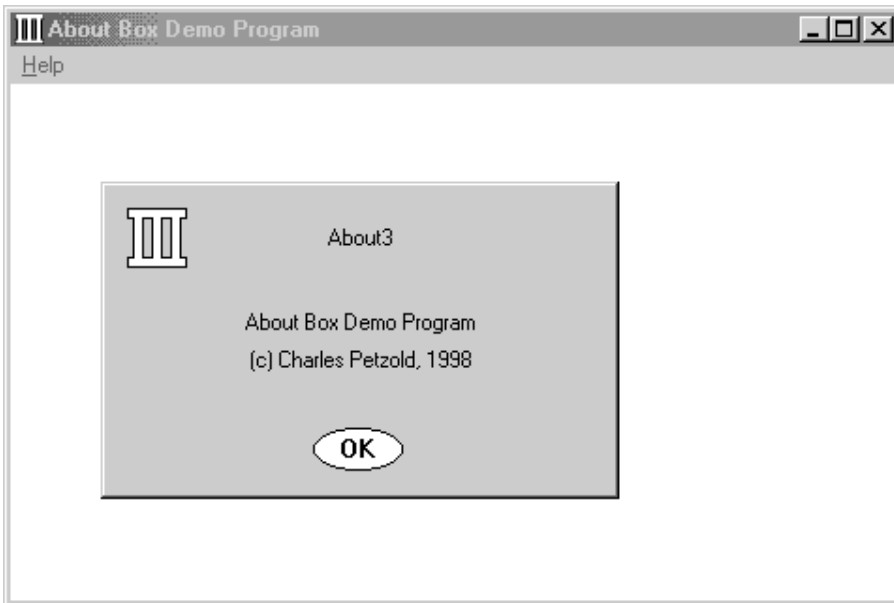 About Box Demo Program
Help
About3
About Box Demo Program
(c) Charles Petzold, 1998
OK